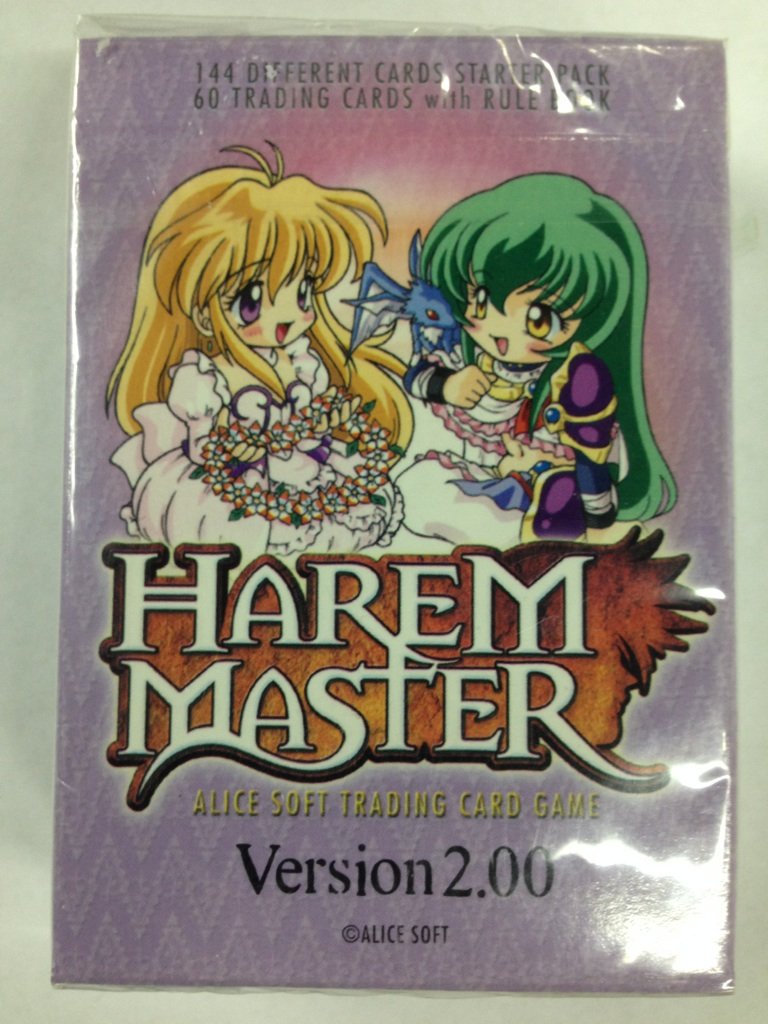 144 DIFFERENT CARDS STARTER PACK
60 TRADING CARDS with RULE BOOK
HAREM
MASTER
ALICE SOFT TRADING CARD GAME
Version 2.00
©ALICE SOFT